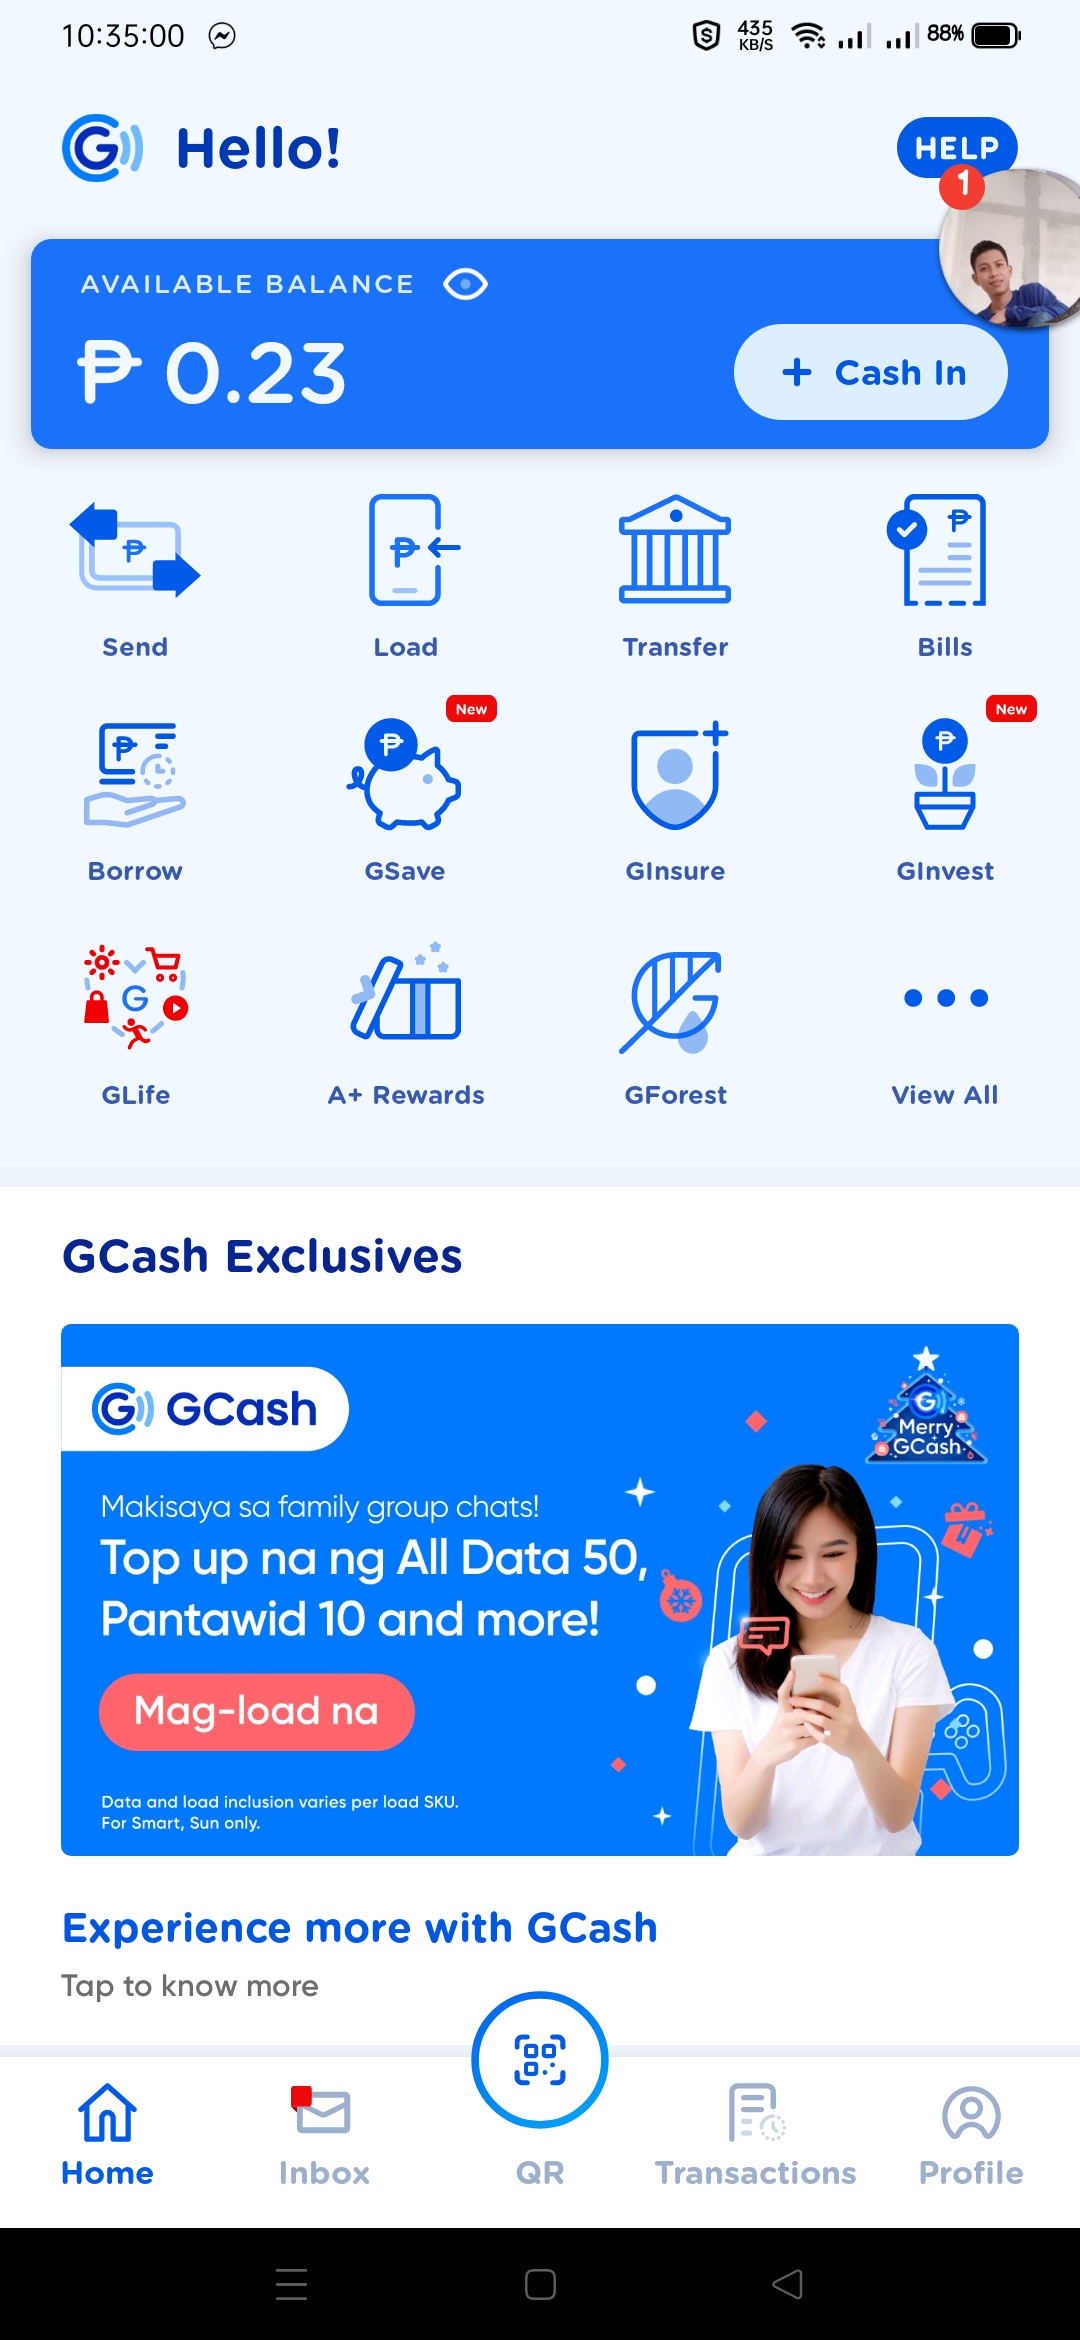 10:35:00
435
KB/S
88%
Hello!
HELP
1
AVAILABLE BALANCE
₱ 0.23
+ Cash In
Send
Load
Transfer
Bills
New
New
Borrow
GSave
GInsure
GInvest
GLife
A+ Rewards
GForest
View All
GCash Exclusives
GCash
Merry
GCash
Makisaya sa family group chats!
Top up na ng All Data 50,
Pantawid 10 and more!
Mag-load na
Data and load inclusion varies per load SKU.
For Smart, Sun only.
Experience more with GCash
Tap to know more
Home
Inbox
QR
Transactions
Profile